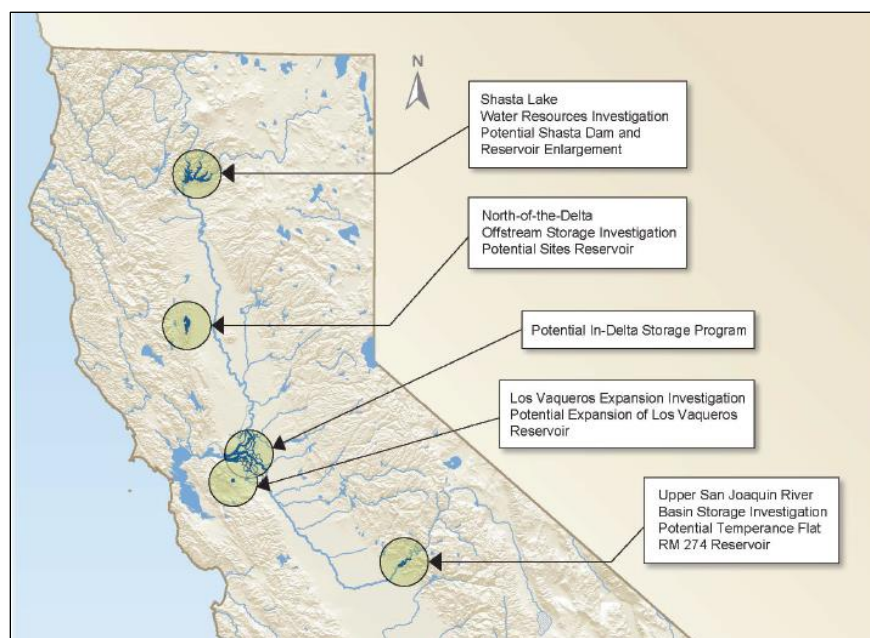 N
Shasta Lake
Water Resources Investigation
Potential Shasta Dam and
Reservoir Enlargement
North-of-the-Delta
Offstream Storage Investigation
Potential Sites Reservoir
Potential In-Delta Storage Program
Los Vaqueros Expansion Investigation
Potential Expansion of Los Vaqueros
Reservoir
Upper San Joaquin River
Basin Storage Investigation
Potential Temperance Flat
RM 274 Reservoir